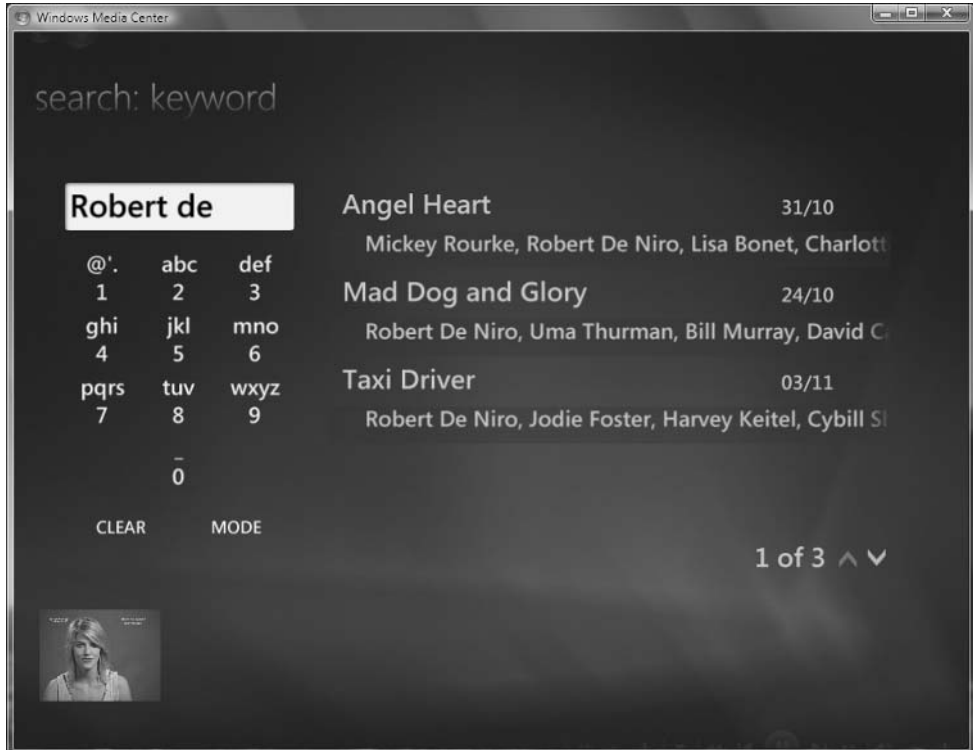 Windows Media Center
search: keyword
Robert de
@'. abc def
1 2 3
ghi jkl mno
4 5 6
pqrs tuv wxyz
7 8 9
_
0
CLEAR MODE
Angel Heart 31/10
Mickey Rourke, Robert De Niro, Lisa Bonet, Charlott
Mad Dog and Glory 24/10
Robert De Niro, Uma Thurman, Bill Murray, David
Taxi Driver 03/11
Robert De Niro, Jodie Foster, Harvey Keitel, Cybill
1 of 3